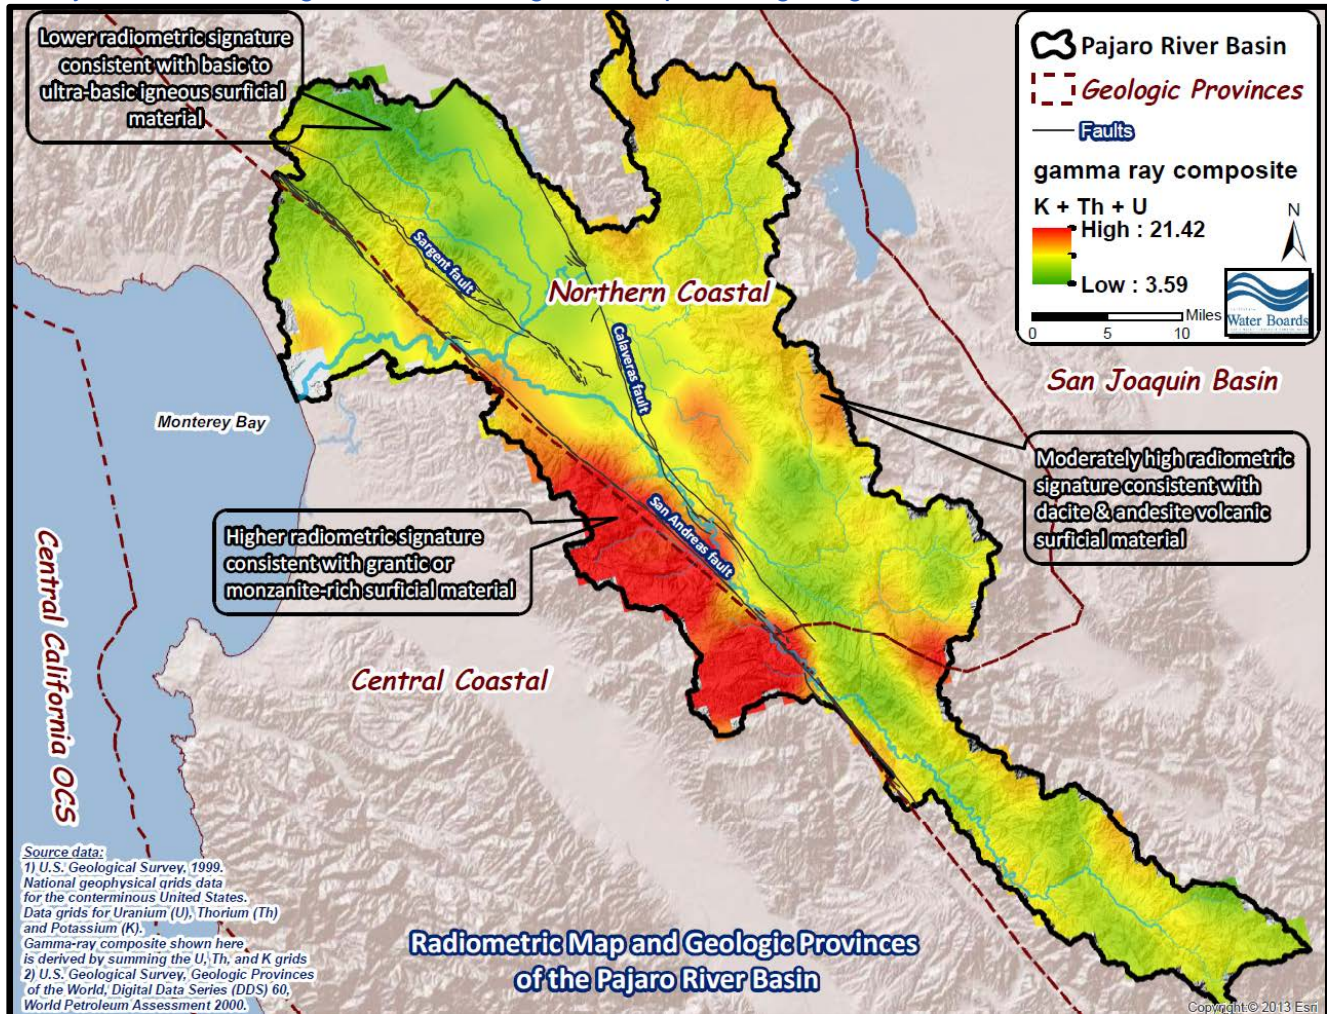 Lower radiometric signature
consistent with basic to
ultra-basic igneous surficial
material
Pajaro River Basin
Geologic Provinces
Faults
gamma ray composite
K + Th + U
High : 21.42
Low : 3.59
N
Miles
0 5 10
Water Boards
Sargent fault
Northern Coastal
Calaveras fault
San Joaquin Basin
Monterey Bay
Moderately high radiometric
signature consistent with
dacite & andesite volcanic
surficial material
San Andreas fault
Higher radiometric signature
consistent with grantic or
monzanite-rich surficial material
Central California OCS
Central Coastal
Source data:
1) U.S. Geological Survey, 1999.
National geophysical grids data
for the conterminous United States.
Data grids for Uranium (U), Thorium (Th)
and Potassium (K).
Gamma-ray composite shown here
is derived by summing the U, Th, and K grids
2) U.S. Geological Survey, Geologic Provinces
of the World, Digital Data Series (DDS) 60,
World Petroleum Assessment 2000.
Radiometric Map and Geologic Provinces
of the Pajaro River Basin
Copyright:© 2013 Esri